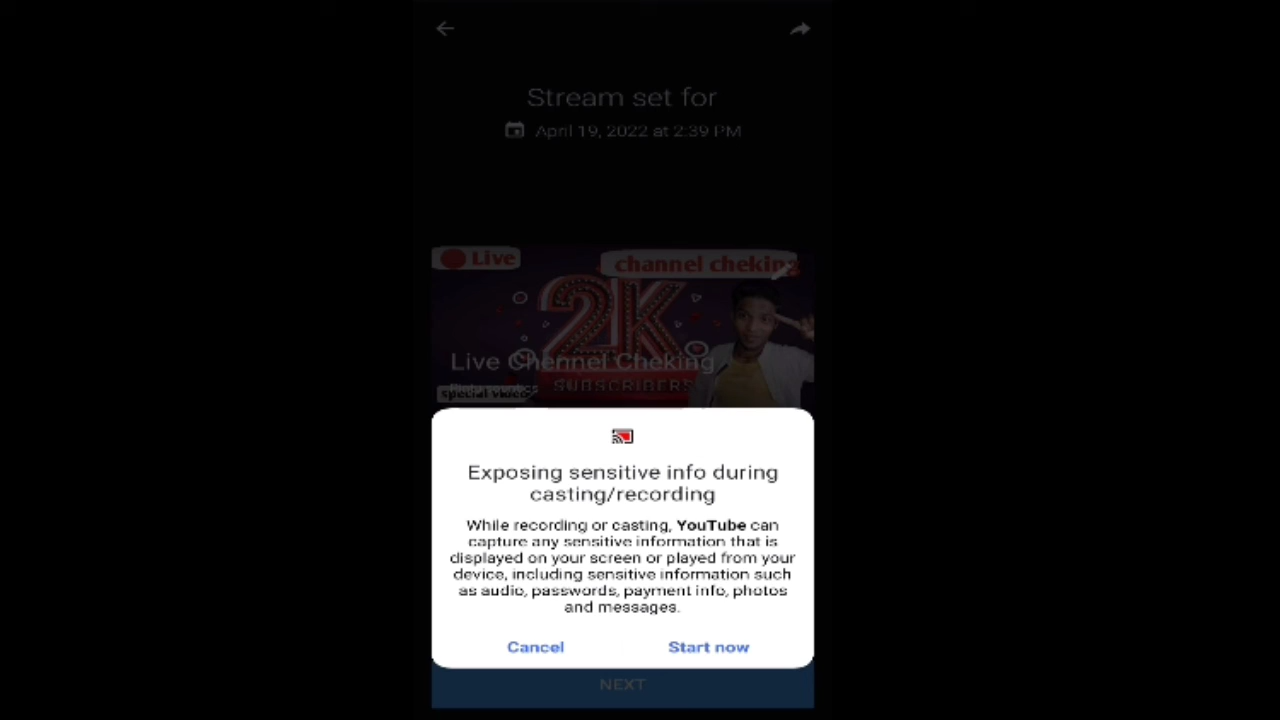 Stream set for
April 19, 2022 at 2:39 PM
Live
channel cheking
2K
Live Chennel Cheking
SUBSCRIBERS
special video
Exposing sensitive info during
casting/recording
While recording or casting, YouTube can
capture any sensitive information that is
displayed on your screen or played from your
device, including sensitive information such
as audio, passwords, payment info, photos
and messages.
Cancel
Start now
NEXT